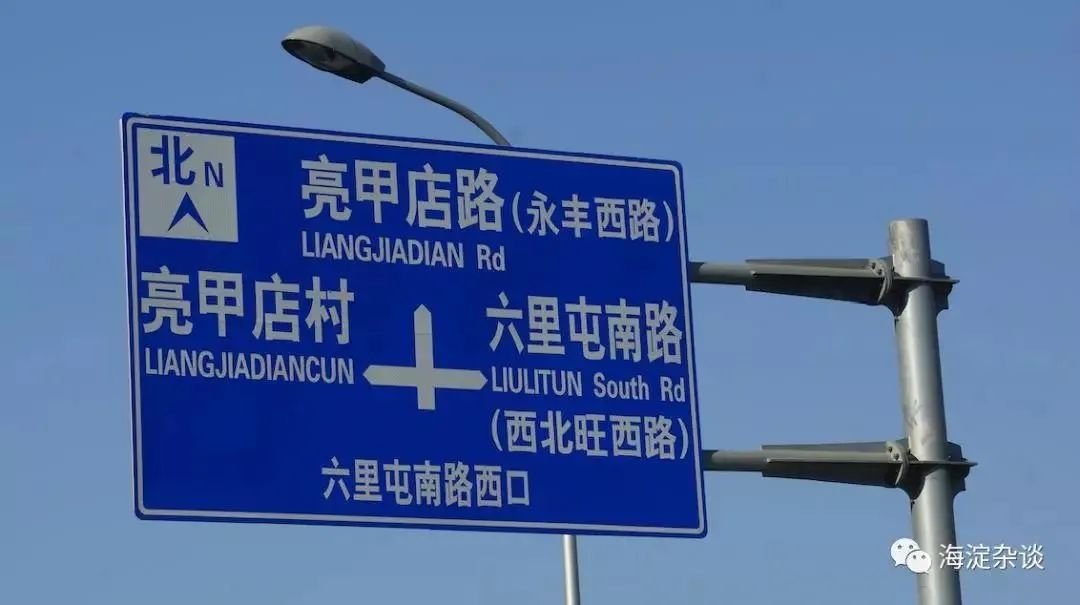 北 N
亮甲店路(永丰西路)
LIANGJIADIAN Rd
亮甲店村
LIANGJIADIANCUN
六里屯南路
LIULITUN South Rd
(西北旺西路)
六里屯南路西口
海淀杂谈